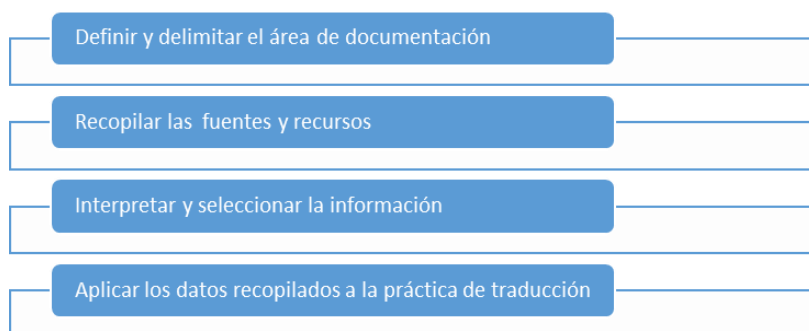 Definir y delimitar el área de documentación
Recopilar las fuentes y recursos
Interpretar y seleccionar la información
Aplicar los datos recopilados a la práctica de traducción